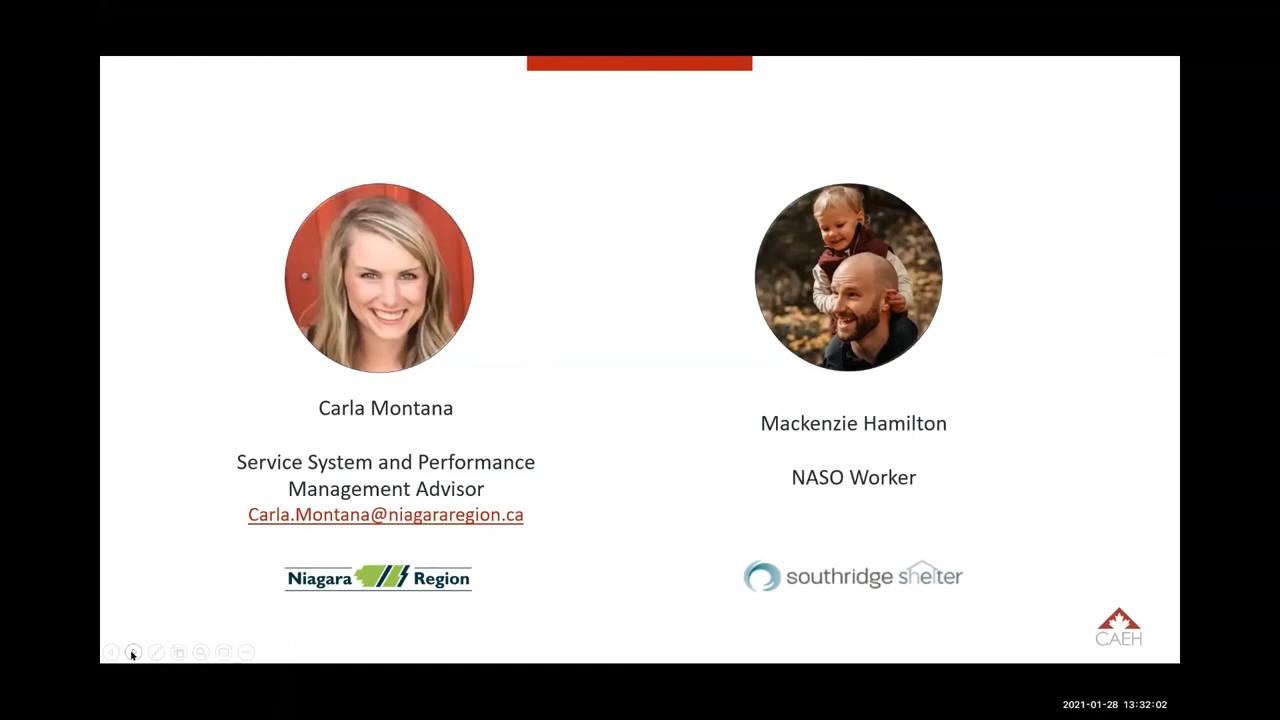 Carla Montana
Service System and Performance
Management Advisor
Carla.Montana@niagararegion.ca
Niagara Region
Mackenzie Hamilton
NASO Worker
southridge shelter
CAEH
2021-01-28 13:32:02